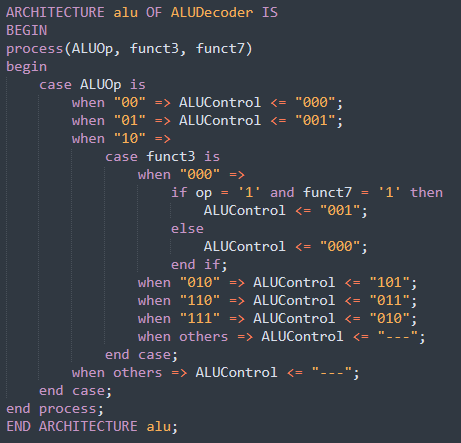 ARCHITECTURE alu OF ALUDecoder IS
BEGIN
process(ALUOp, funct3, funct7)
begin
    case ALUOp is
        when "00" => ALUControl <= "000";
        when "01" => ALUControl <= "001";
        when "10" =>
            case funct3 is
                when "000" =>
                    if op = '1' and funct7 = '1' then
                        ALUControl <= "001";
                    else
                        ALUControl <= "000";
                    end if;
                when "010" => ALUControl <= "101";
                when "110" => ALUControl <= "011";
                when "111" => ALUControl <= "010";
                when others => ALUControl <= "---";
            end case;
        when others => ALUControl <= "---";
    end case;
end process;
END ARCHITECTURE alu;